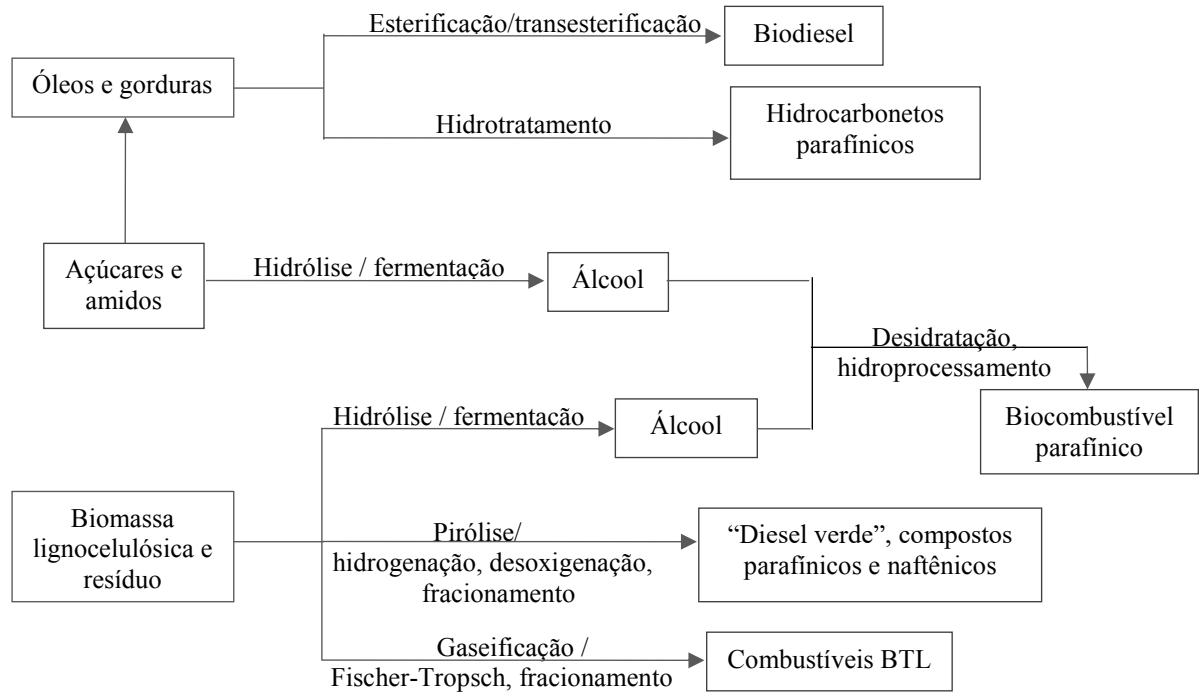 Esterificação/transesterificação
Biodiesel
Óleos e gorduras
Hidrotratamento
Hidrocarbonetos
parafínicos
Açúcares e
amidos
Hidrólise / fermentação
Álcool
Desidratação,
hidroprocessamento
Hidrólise / fermentação
Álcool
Biocombustível
parafínico
Biomassa
lignocelulósica e
resíduo
Pirólise/
hidrogenação, desoxigenação,
fracionamento
“Diesel verde”, compostos
parafínicos e naftênicos
Gaseificação /
Fischer-Tropsch, fracionamento
Combustíveis BTL